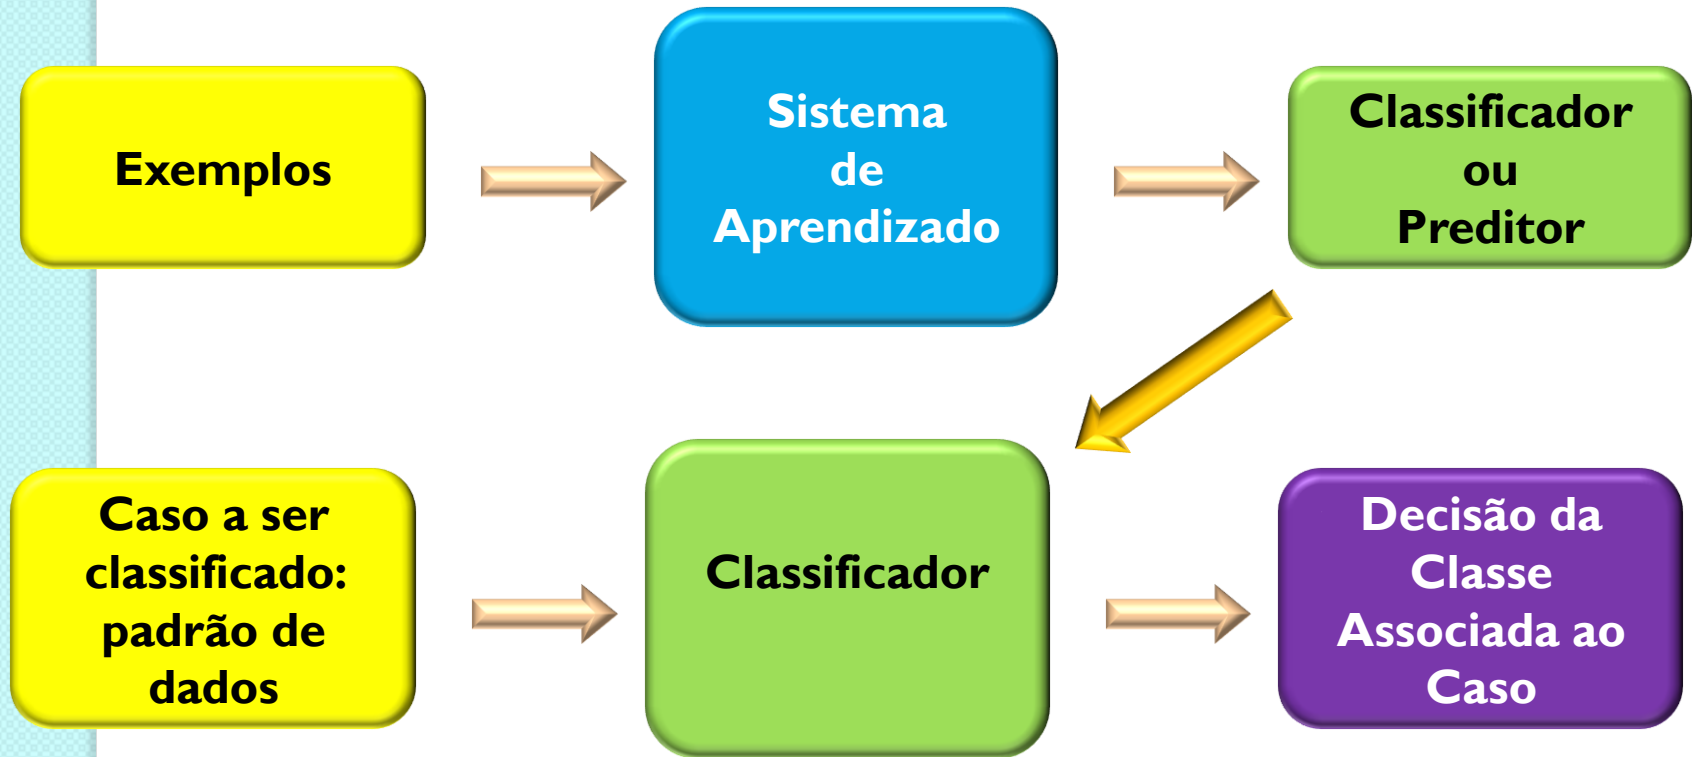 Exemplos
Sistema
de
Aprendizado
Classificador
ou
Preditor
Caso a ser
classificado:
padrão de
dados
Classificador
Decisão da
Classe
Associada ao
Caso